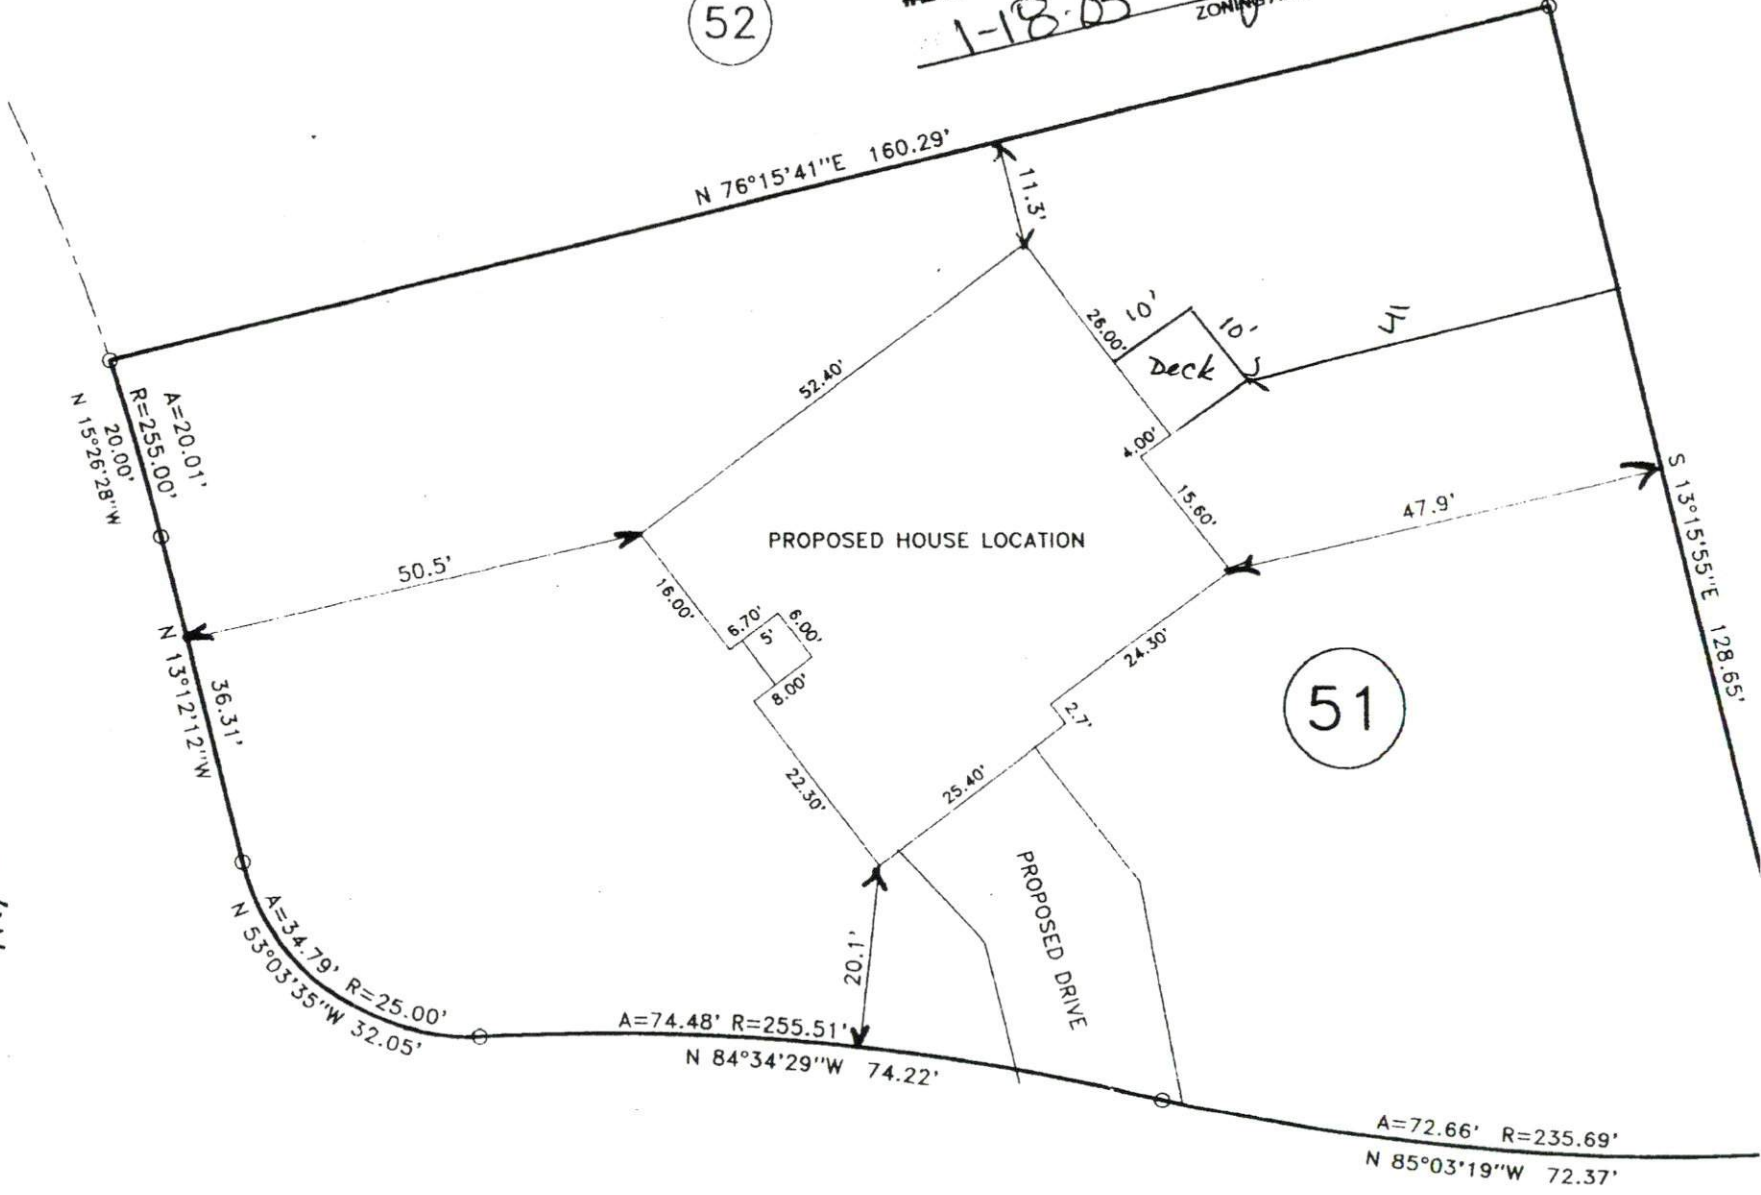 52
1-18-05
N 76°15'41"E 160.29'
11.3'
26.00'
10'
10'
Deck
52.40'
4.00'
15.60'
A=20.01'
R=255.00'
20.00'
N 15°26'28"W
50.5'
PROPOSED HOUSE LOCATION
47.9'
S 13°15'55"E 128.65'
16.00'
6.70'
6.00'
5'
8.00'
24.30'
2.7'
51
36.31'
N 13°12'12"W
22.30'
25.40'
PROPOSED DRIVE
20.1'
A=34.79' R=25.00'
N 53°03'35"W 32.05'
A=74.48' R=255.51'
N 84°34'29"W 74.22'
A=72.66' R=235.69'
N 85°03'19"W 72.37'